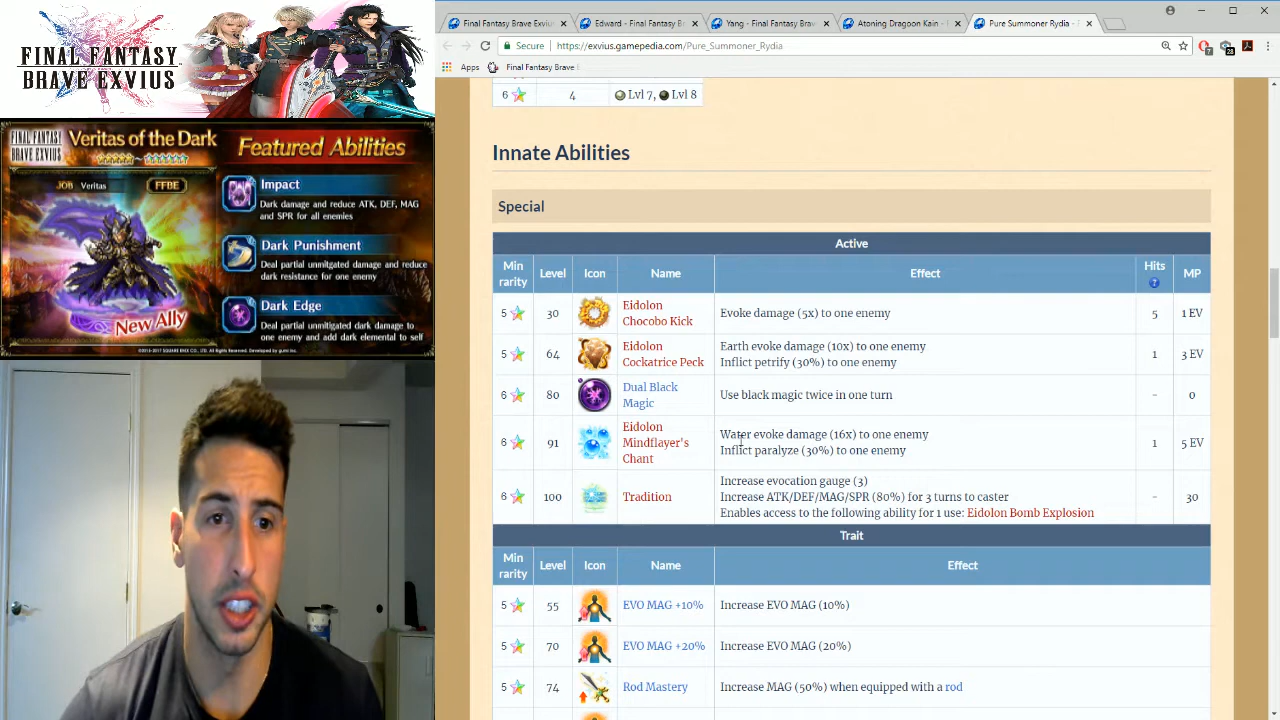 FINAL FANTASY
BRAVE EXVIUS
FINAL FANTASY
BRAVE EXVIUS
Veritas of the Dark
JOB Veritas
FFBE
New Ally
Featured Abilities
Impact
Dark damage and reduce ATK, DEF, MAG
and SPR for all enemies
Dark Punishment
Deal partial unmitgated damage and reduce
dark resistance for one enemy
Dark Edge
Deal partial unmitigated dark damage to
one enemy and add dark elemental to self
Final Fantasy Brave Exvius
Edward - Final Fantasy B
Yang - Final Fantasy Brav
Atoning Dragoon Kain -
Pure Summoner Rydia -
Secure
https://exvius.gamepedia.com/Pure_Summoner_Rydia
Apps
Final Fantasy Brave
6 4 Lvl 7, Lvl 8
Innate Abilities
Special
Active
Min rarity Level Icon Name Effect Hits MP
5 30 Eidolon Chocobo Kick Evoke damage (5x) to one enemy 5 1 EV
5 64 Eidolon Cockatrice Peck Earth evoke damage (10x) to one enemy
Inflict petrify (30%) to one enemy 1 3 EV
6 80 Dual Black Magic Use black magic twice in one turn - 0
6 91 Eidolon Mindflayer's Chant Water evoke damage (16x) to one enemy
Inflict paralyze (30%) to one enemy 1 5 EV
6 100 Tradition Increase evocation gauge (3)
Increase ATK/DEF/MAG/SPR (80%) for 3 turns to caster
Enables access to the following ability for 1 use: Eidolon Bomb Explosion - 30
Trait
Min rarity Level Icon Name Effect
5 55 EVO MAG +10% Increase EVO MAG (10%)
5 70 EVO MAG +20% Increase EVO MAG (20%)
5 74 Rod Mastery Increase MAG (50%) when equipped with a rod